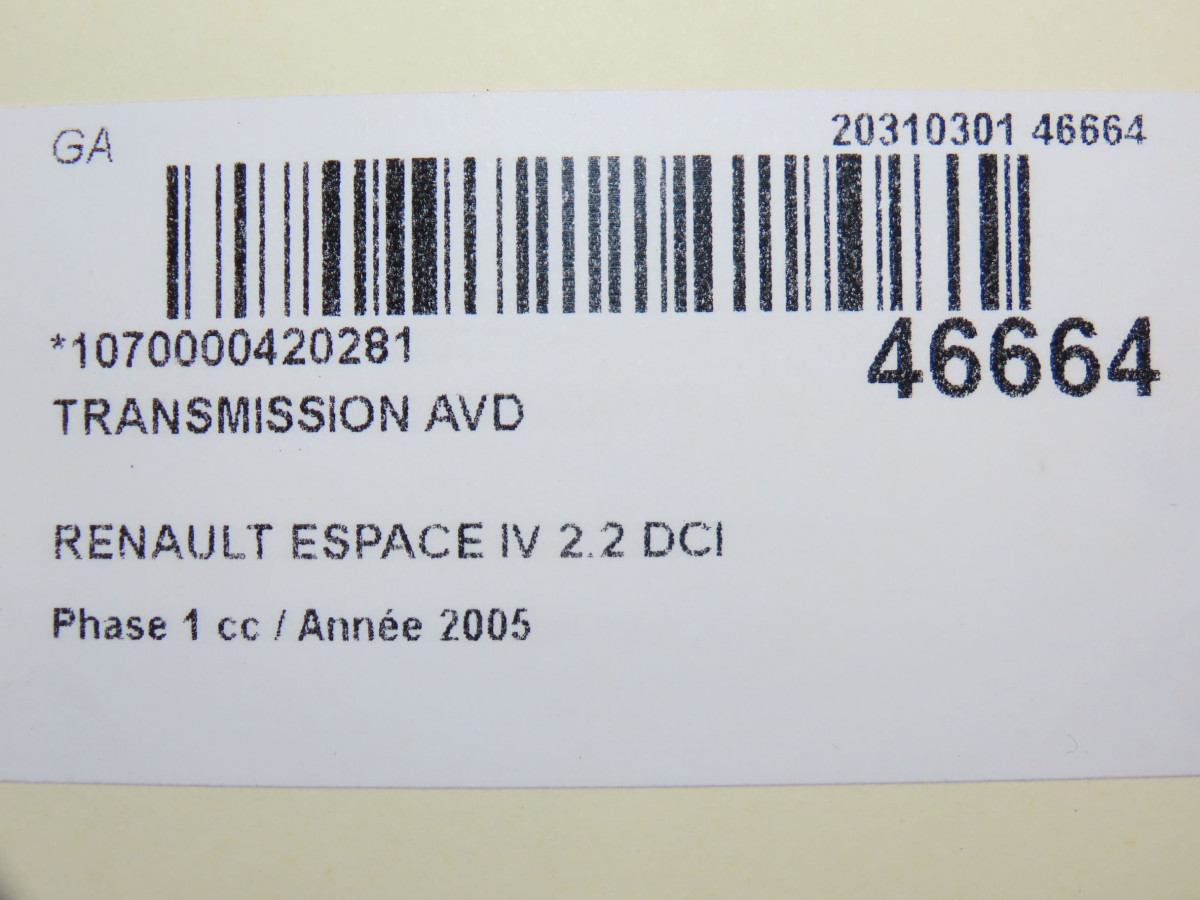 GA
20310301 46664
*1070000420281
46664
TRANSMISSION AVD
RENAULT ESPACE IV 2.2 DCI
Phase 1 cc / Année 2005